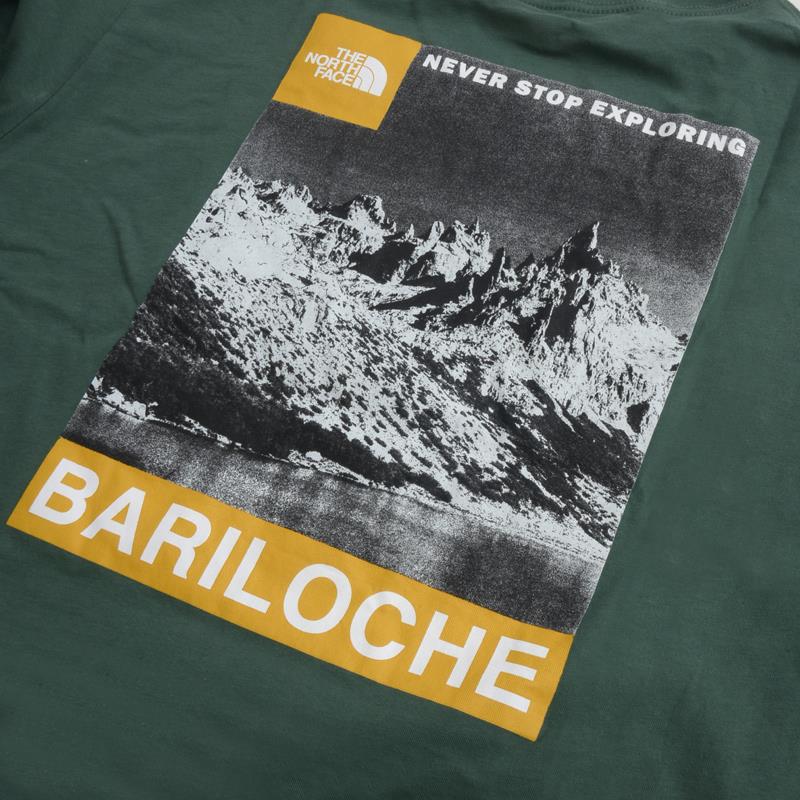 THE
NORTH
FACE
NEVER STOP EXPLORING
BARILOCHE